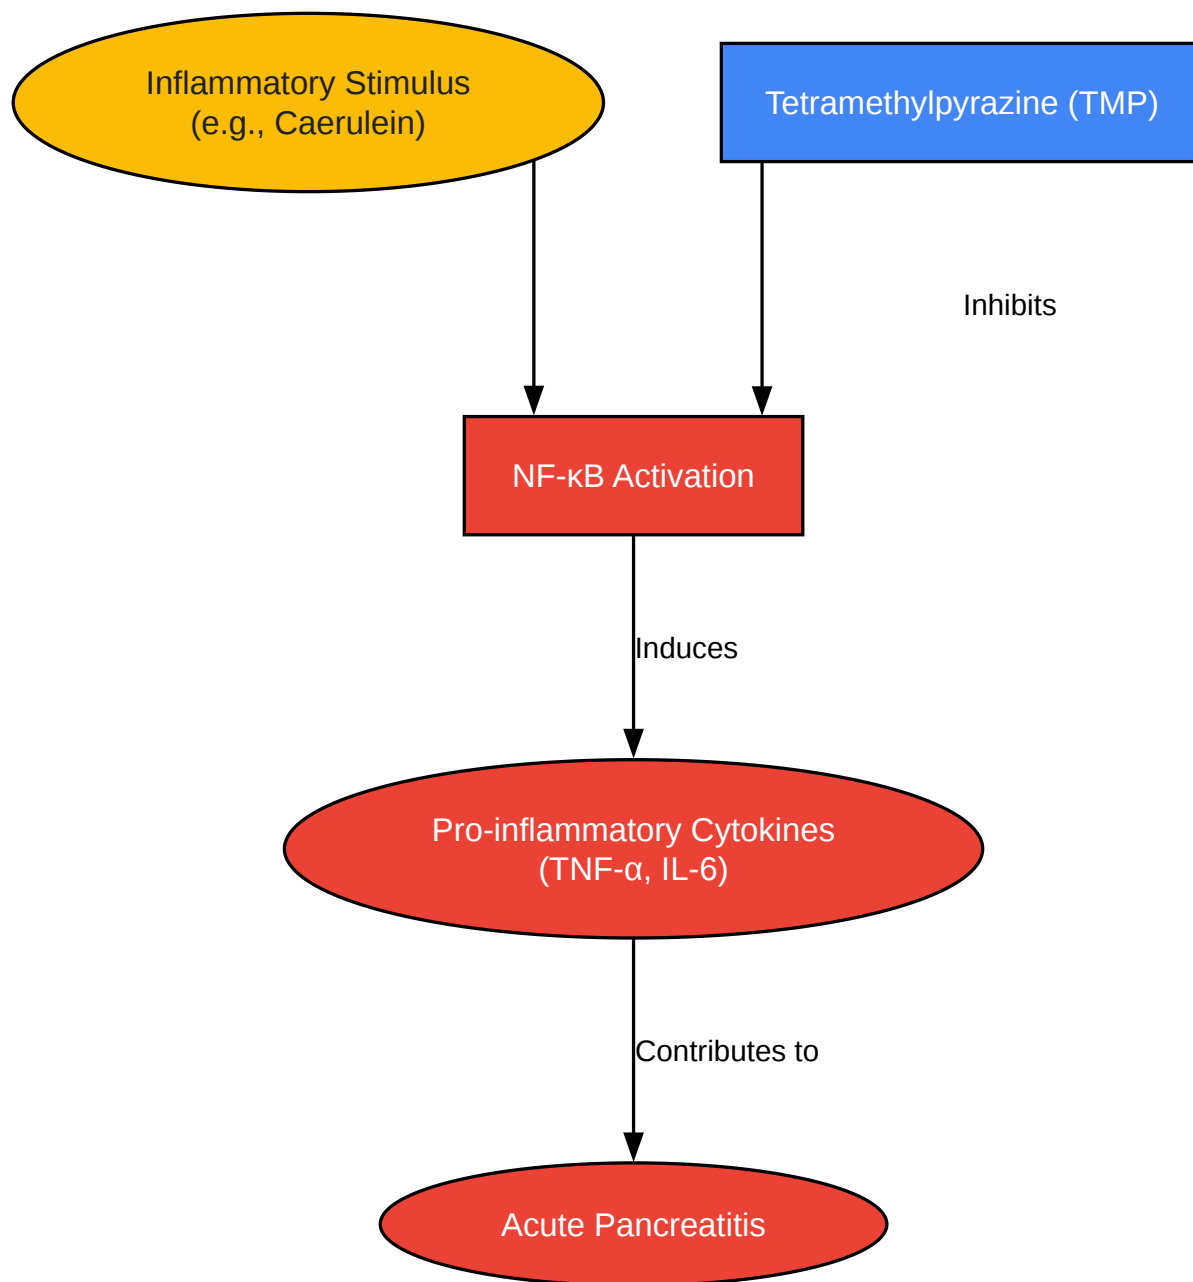 Inflammatory Stimulus
(e.g., Caerulein)
Tetramethylpyrazine (TMP)
Inhibits
NF-κB Activation
Induces
Pro-inflammatory Cytokines
(TNF-α, IL-6)
Contributes to
Acute Pancreatitis